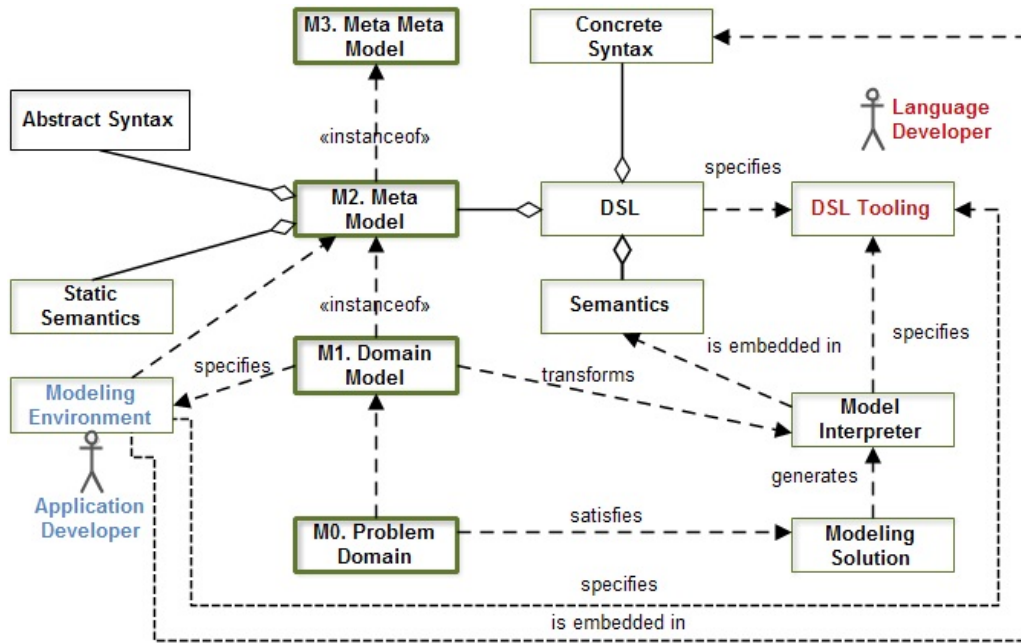 M3. Meta Meta
Model
Concrete
Syntax
Abstract Syntax
Language
Developer
«instanceof»
specifies
M2. Meta
Model
DSL
DSL Tooling
Static
Semantics
Semantics
«instanceof»
specifies
is embedded in
M1. Domain
Model
specifies
transforms
Modeling
Environment
Model
Interpreter
generates
Application
Developer
M0. Problem
Domain
satisfies
Modeling
Solution
specifies
is embedded in